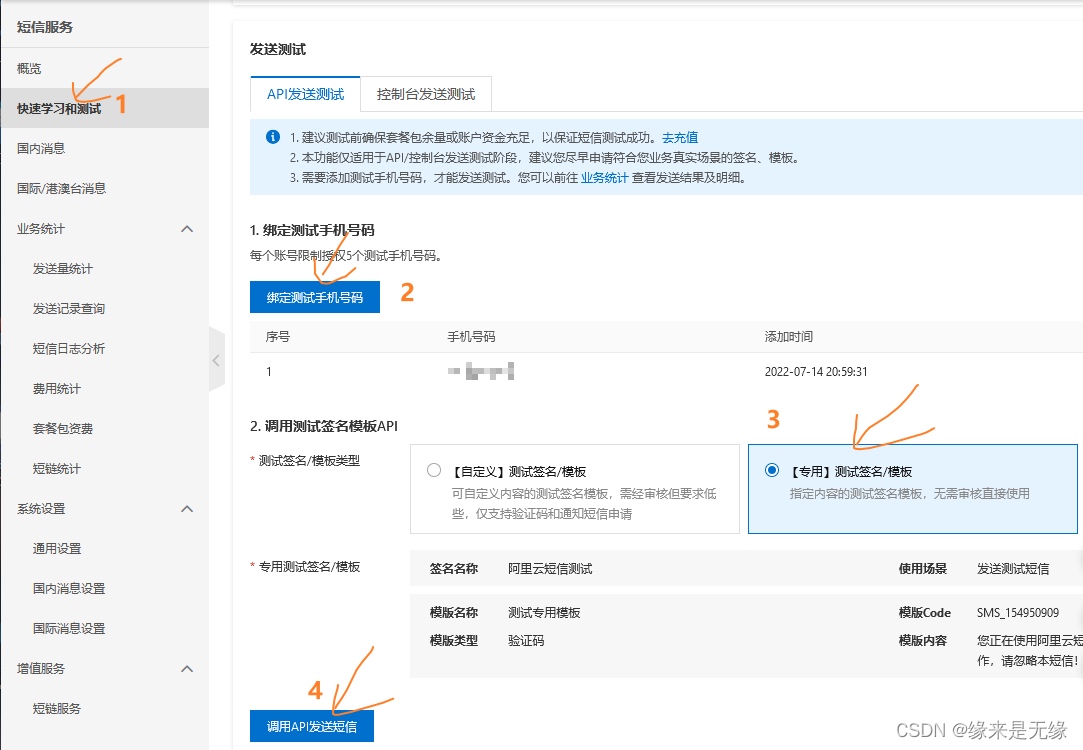 短信服务
概览
快速学习和测试
1
国内消息
国际/港澳台消息
业务统计
发送量统计
发送记录查询
短信日志分析
费用统计
套餐包资费
短链统计
系统设置
通用设置
国内消息设置
国际消息设置
增值服务
短链服务
发送测试
API发送测试 控制台发送测试
1. 建议测试前确保套餐包余量或账户资金充足，以保证短信测试成功。去充值
2. 本功能仅适用于API/控制台发送测试阶段，建议您尽早申请符合您业务真实场景的签名、模板。
3. 需要添加测试手机号码，才能发送测试。您可以前往 业务统计 查看发送结果及明细。
1. 绑定测试手机号码
每个账号限制授权5个测试手机号码。
绑定测试手机号码 2
序号 手机号码 添加时间
1 2022-07-14 20:59:31
2. 调用测试签名模板API
3
* 测试签名/模板类型
【自定义】测试签名/模板
可自定义内容的测试签名模板，需经审核但要求低
些，仅支持验证码和通知短信申请
【专用】测试签名/模板
指定内容的测试签名模板，无需审核直接使用
* 专用测试签名/模板
签名名称 阿里云短信测试 使用场景 发送测试短信
模版名称 测试专用模板 模版Code SMS_154950909
模版类型 验证码 模版内容 您正在使用阿里云短
作，请忽略本短信！
4
调用API发送短信
CSDN @缘来是无缘